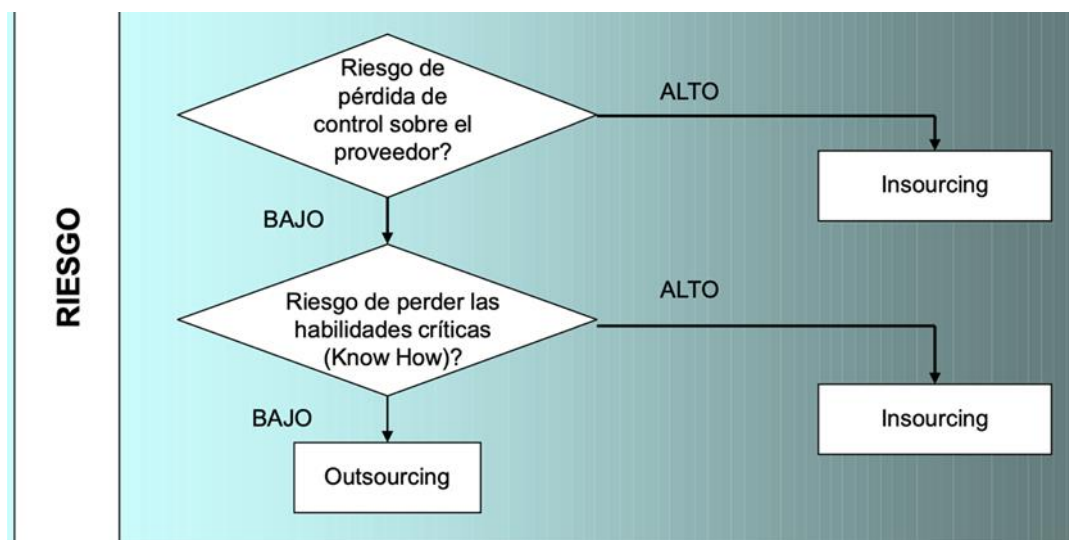 RIESGO
Riesgo de
pérdida de
control sobre el
proveedor?
ALTO
Insourcing
BAJO
Riesgo de perder las
habilidades críticas
(Know How)?
ALTO
Insourcing
BAJO
Outsourcing